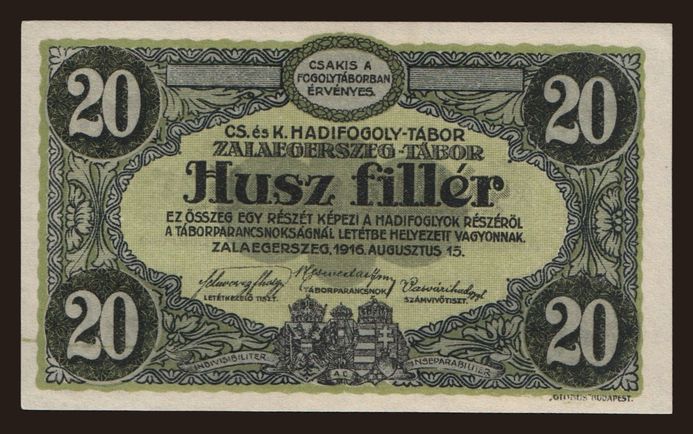 CSAKIS A
FOGOLYTÁBORBAN
ÉRVÉNYES.
20 20
CS. és K. HADIFOGOLY-TÁBOR
ZALAEGERSZEG-TÁBOR
Husz fillér
EZ ÖSSZEG EGY RÉSZÉT KÉPEZI A HADIFOGLYOK RÉSZÉRŐL
A TÁBORPARANCSNOKSÁGNÁL LETÉTBE HELYEZETT VAGYONNAK.
ZALAEGERSZEG, 1916. AUGUSZTUS 15.
LETÉTKEZELŐ TISZT.
TÁBORPARANCSNOK
SZÁMVIVŐTISZT.
20 20
INDIVISIBILITER AC INSEPARABILITER
„GLOBUS" BUDAPEST.